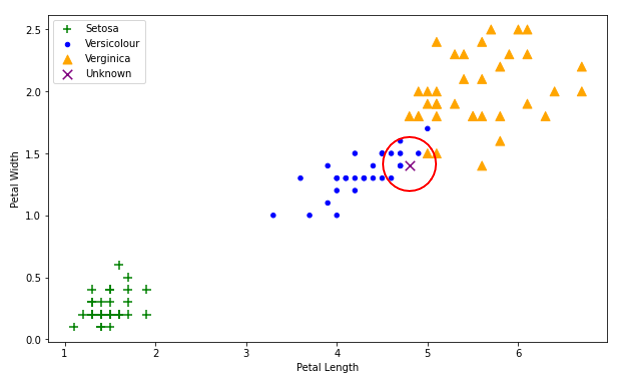 Setosa
Versicolour
Verginica
Unknown
2.5
2.0
1.5
1.0
0.5
0.0
Petal Width
1 2 3 4 5 6
Petal Length